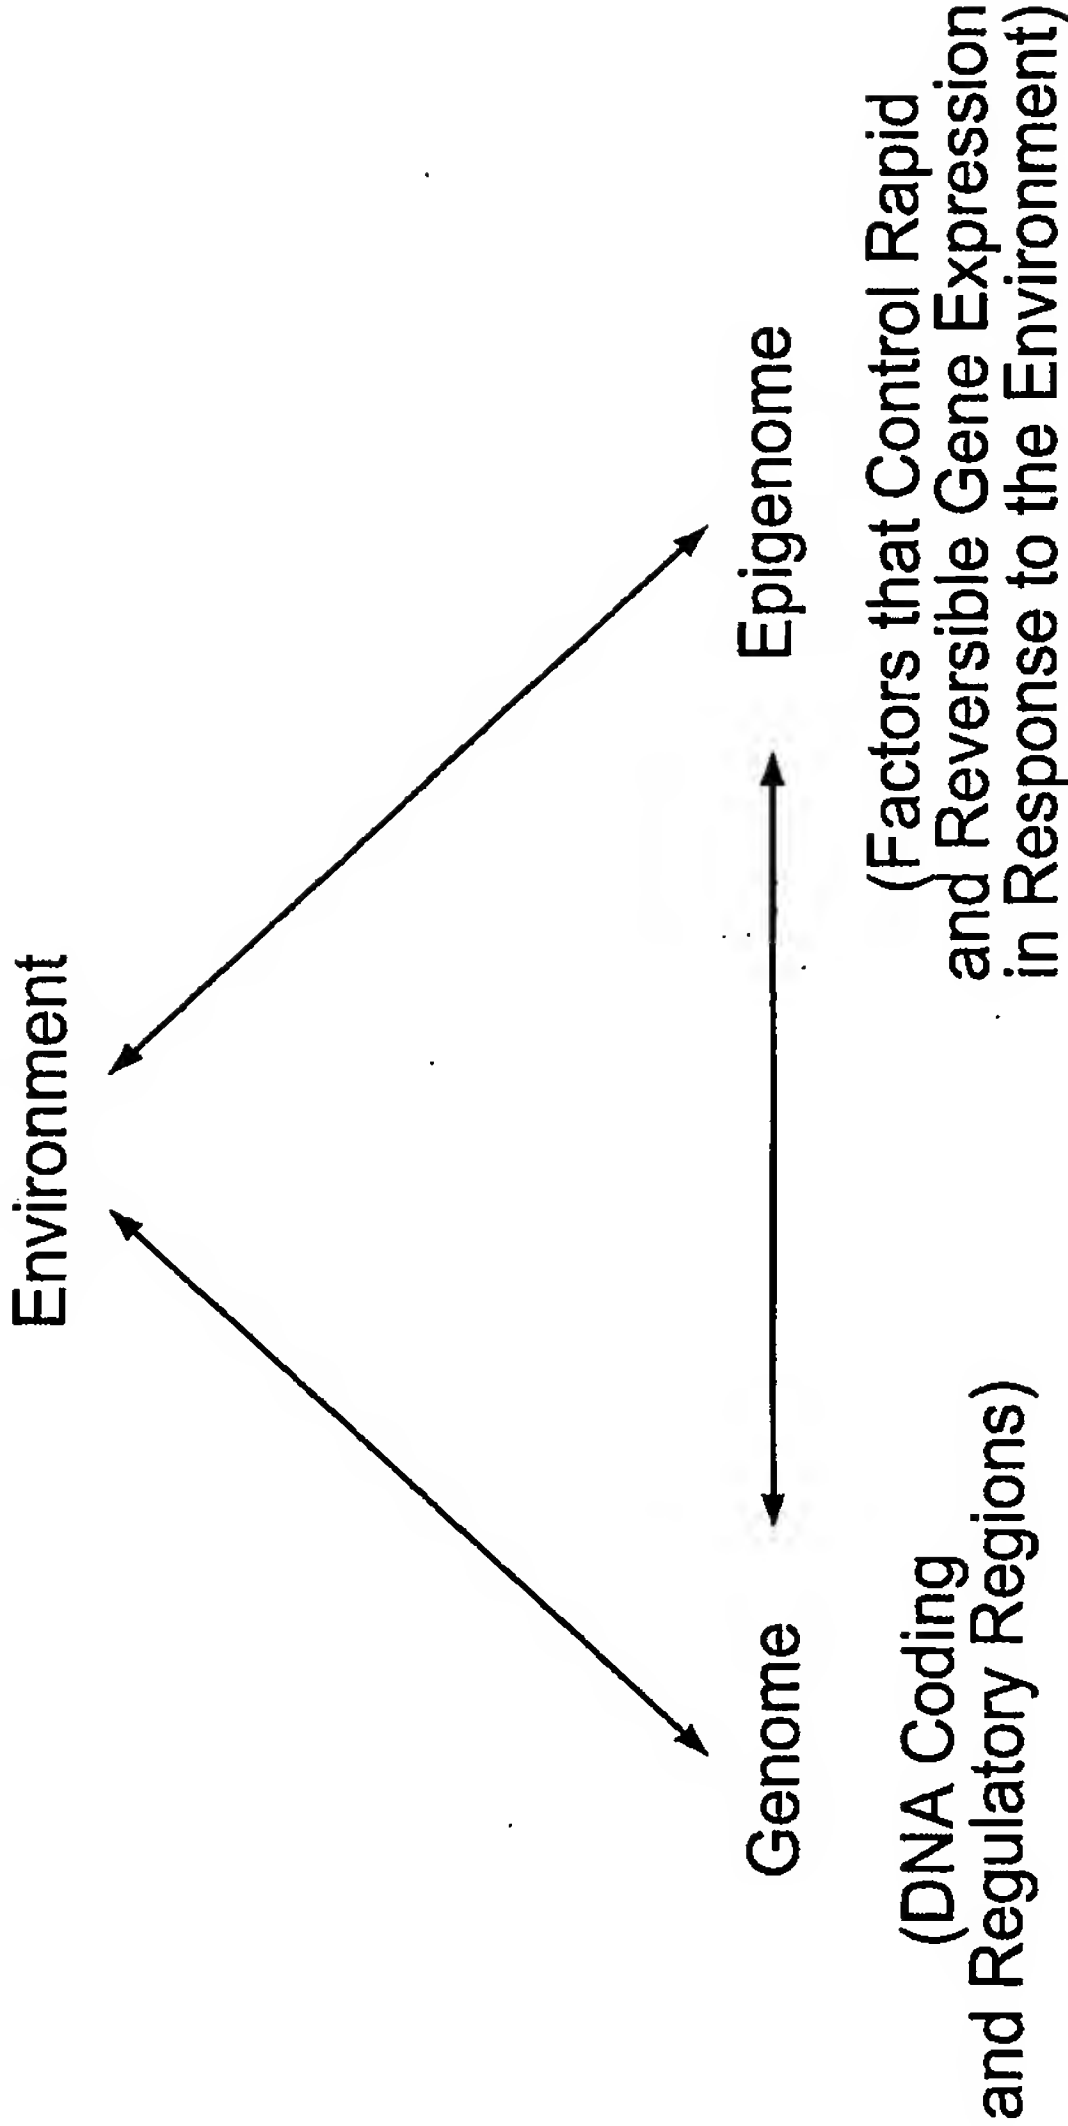 Environment
Genome
(DNA Coding
and Regulatory Regions)
Epigenome
(Factors that Control Rapid
and Reversible Gene Expression
in Response to the Environment)